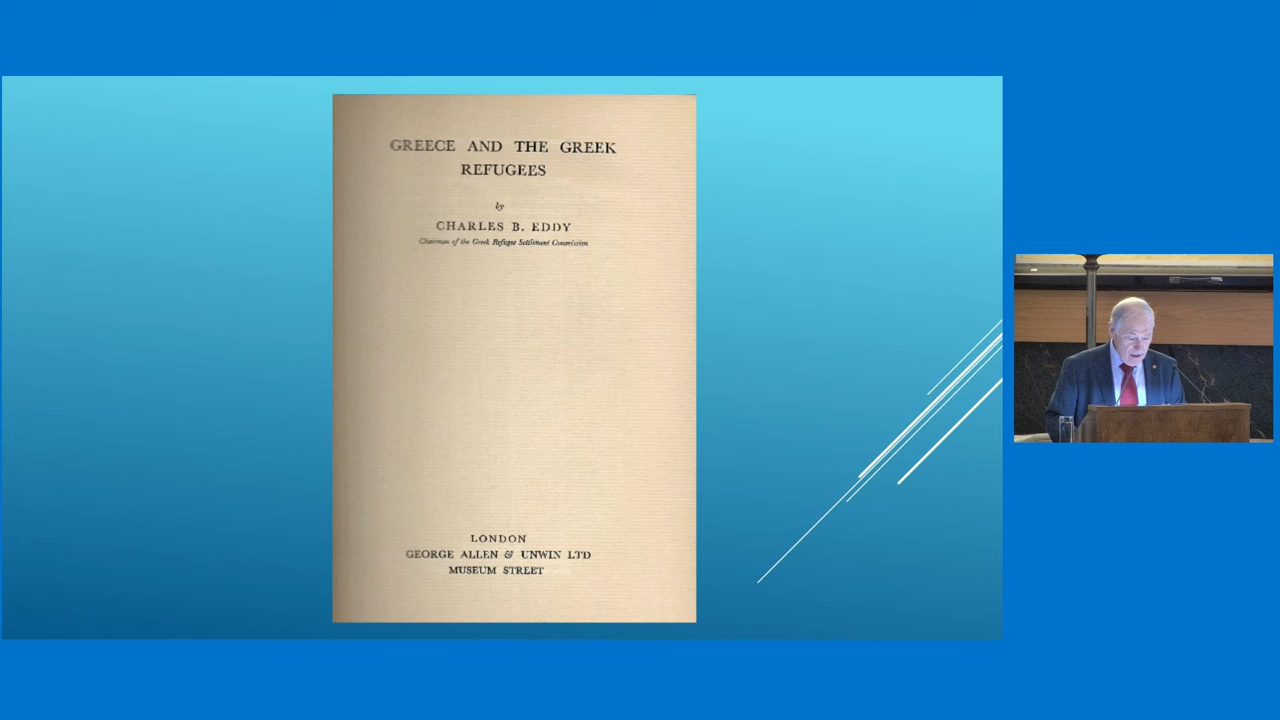 GREECE AND THE GREEK
REFUGEES
by
CHARLES B. EDDY
Chairman of the Greek Refugee Settlement Commission
LONDON
GEORGE ALLEN & UNWIN LTD
MUSEUM STREET